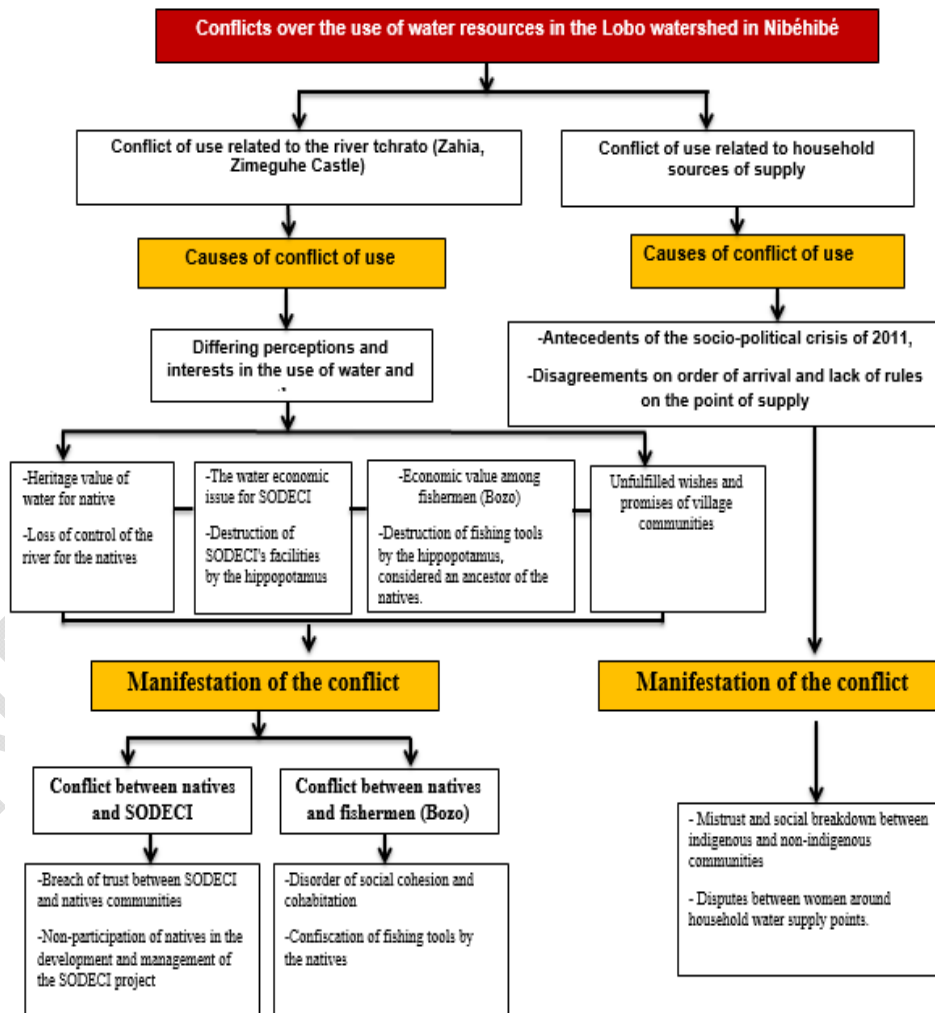 Conflicts over the use of water resources in the Lobo watershed in Nibéhibé
Conflict of use related to the river tchrato (Zahia,
Zimeguhe Castle)
Conflict of use related to household
sources of supply
Causes of conflict of use
Causes of conflict of use
Differing perceptions and
interests in the use of water and
-Antecedents of the socio-political crisis of 2011,
-Disagreements on order of arrival and lack of rules
on the point of supply
-Heritage value of
water for native
-Loss of control of the
river for the natives
-The water economic
issue for SODECI
-Destruction of
SODECI's facilities
by the hippopotamus
-Economic value among
fishermen (Bozo)
-Destruction of fishing tools
by the hippopotamus,
considered an ancestor of the
natives.
Unfulfilled wishes and
promises of village
communities
Manifestation of the conflict
Manifestation of the conflict
Conflict between natives
and SODECI
Conflict between natives
and fishermen (Bozo)
-Breach of trust between SODECI
and natives communities
-Non-participation of natives in the
development and management of
the SODECI project
-Disorder of social cohesion and
cohabitation
-Confiscation of fishing tools by
the natives
- Mistrust and social breakdown between
indigenous and non-indigenous
communities
- Disputes between women around
household water supply points.